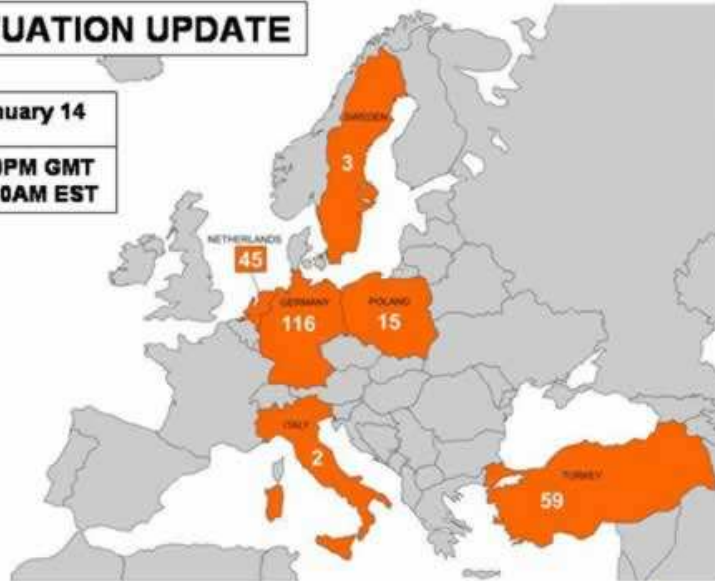 UATION UPDATE
nuary 14
0PM GMT
0AM EST
SWEDEN
3
NETHERLANDS
45
GERMANY
116
POLAND
15
ITALY
2
TURKEY
59